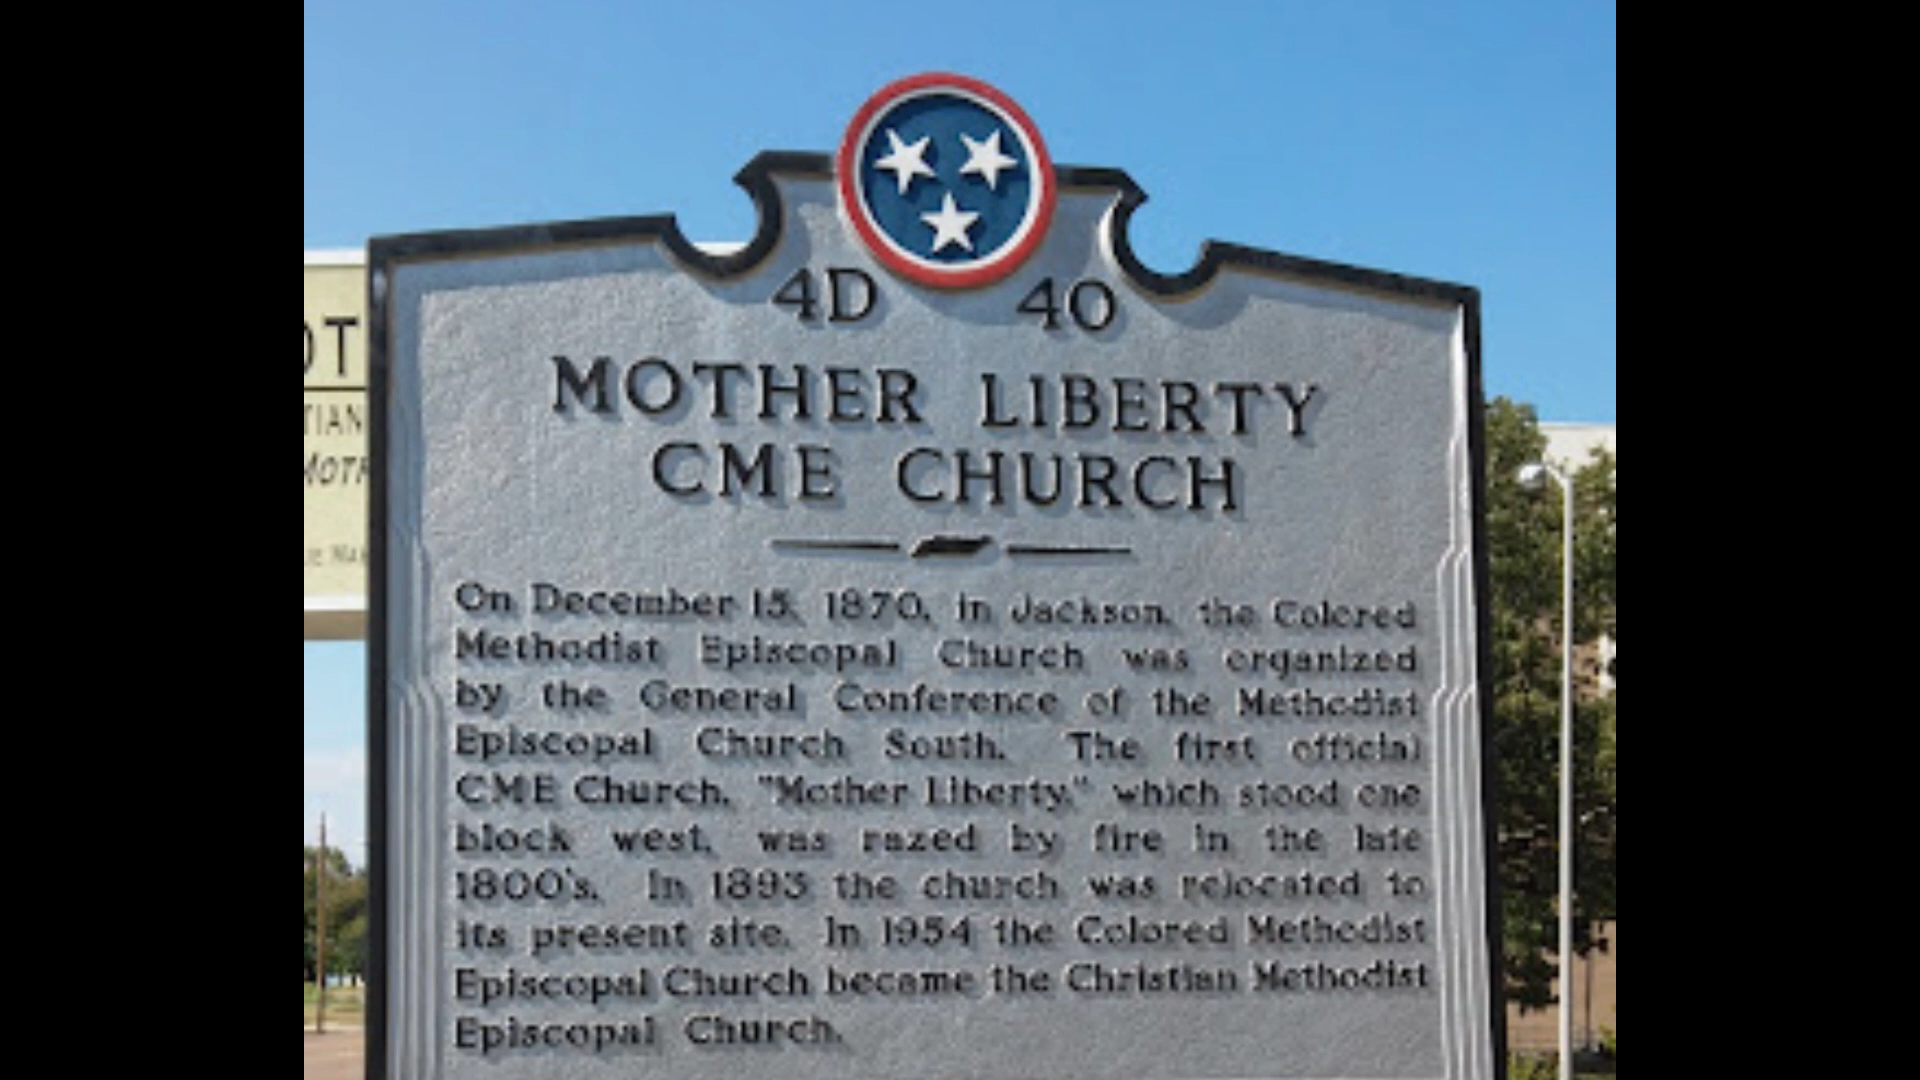 4D 40
MOTHER LIBERTY
CME CHURCH
On December 15, 1870, in Jackson, the Colored
Methodist Episcopal Church was organized
by the General Conference of the Methodist
Episcopal Church South. The first official
CME Church, "Mother Liberty," which stood one
block west, was razed by fire in the late
1800's. In 1893 the church was relocated to
its present site. In 1954 the Colored Methodist
Episcopal Church became the Christian Methodist
Episcopal Church.
OT
TIAN
MOTH